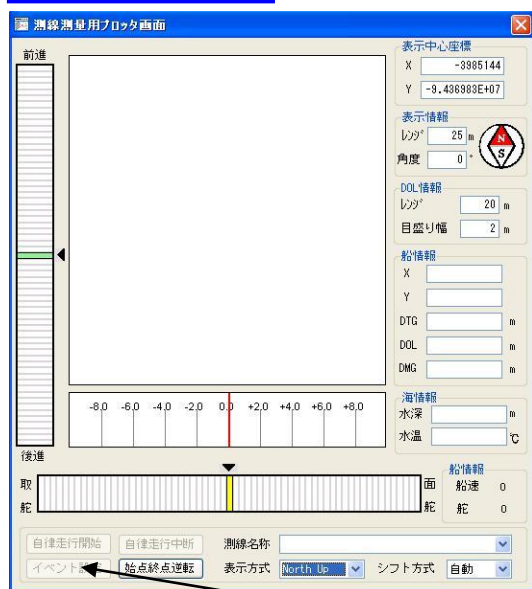 測線測量用プロッタ画面
前進
後進
表示中心座標
X -3985144
Y -9.436983E+07
表示情報
レンジ 25 m
角度 0 °
N
S
DOL情報
レンジ 20 m
目盛り幅 2 m
船情報
X
Y
DTG m
DOL m
DMG m
-8.0 -6.0 -4.0 -2.0 0.0 +2.0 +4.0 +6.0 +8.0
海情報
水深 m
水温 ℃
取舵
面舵
船情報
船速 0
舵 0
自律走行開始 自律走行中断 測線名称
イベント 始点終点逆転 表示方式 North Up シフト方式 自動